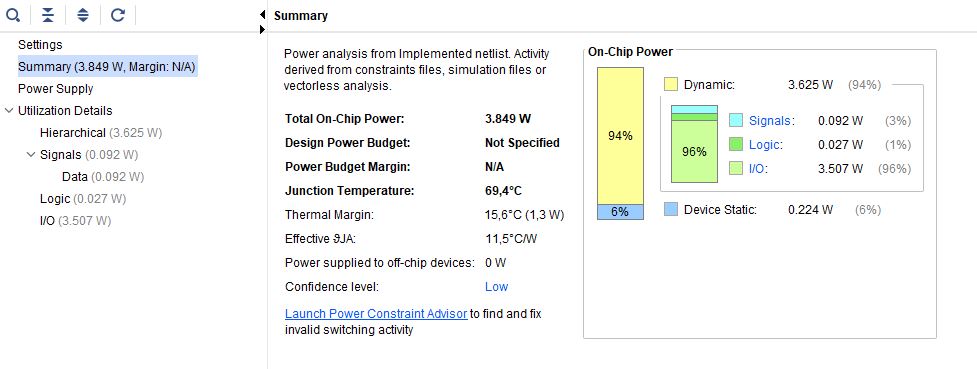 Settings
Summary (3.849 W, Margin: N/A)
Power Supply
Utilization Details
Hierarchical (3.625 W)
Signals (0.092 W)
Data (0.092 W)
Logic (0.027 W)
I/O (3.507 W)
Summary
Power analysis from Implemented netlist. Activity
derived from constraints files, simulation files or
vectorless analysis.
Total On-Chip Power: 3.849 W
Design Power Budget: Not Specified
Power Budget Margin: N/A
Junction Temperature: 69,4°C
Thermal Margin: 15,6°C (1,3 W)
Effective ϑJA: 11,5°C/W
Power supplied to off-chip devices: 0 W
Confidence level: Low
Launch Power Constraint Advisor to find and fix
invalid switching activity
On-Chip Power
94%
6%
96%
Dynamic: 3.625 W (94%)
Signals: 0.092 W (3%)
Logic: 0.027 W (1%)
I/O: 3.507 W (96%)
Device Static: 0.224 W (6%)